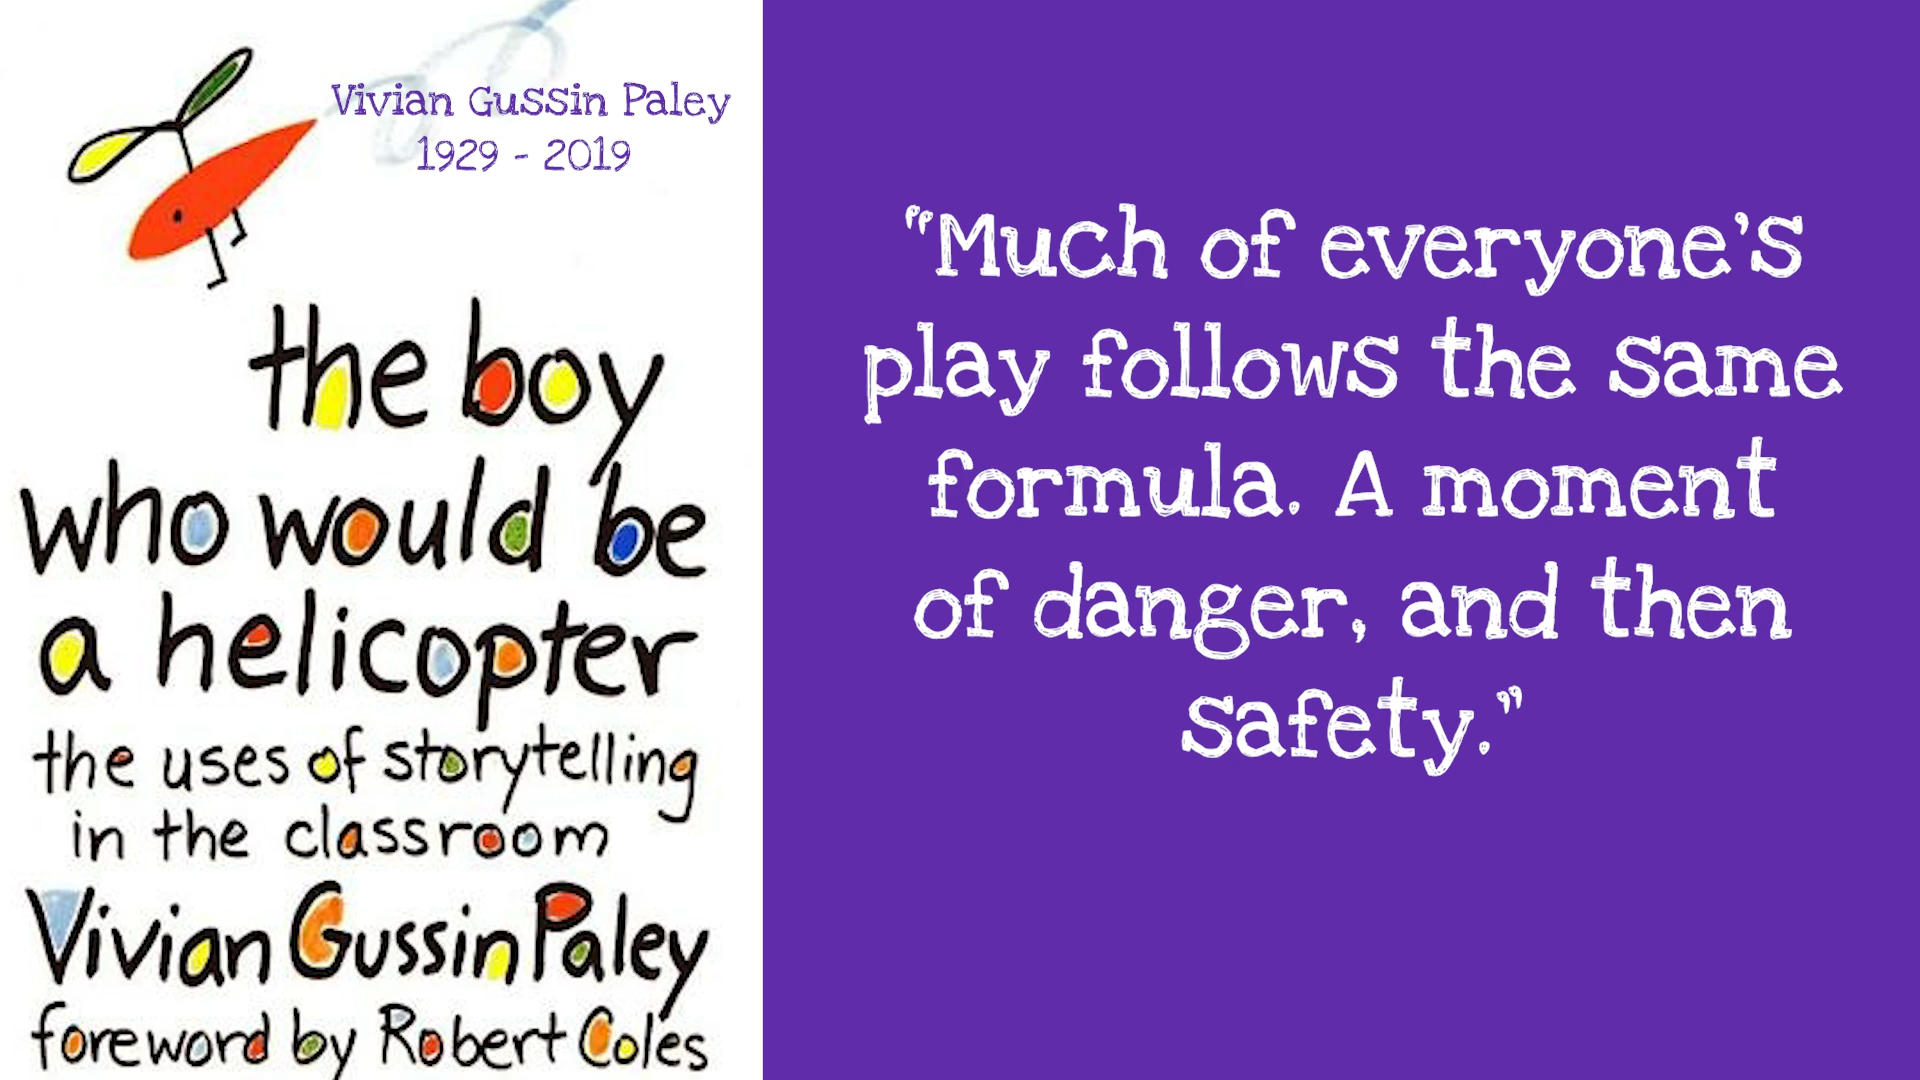 Vivian Gussin Paley
1929 - 2019
the boy
who would be
a helicopter
the uses of storytelling
in the classroom
Vivian Gussin Paley
foreword by Robert Coles
“Much of everyone’s
play follows the same
formula. A moment
of danger, and then
safety.”